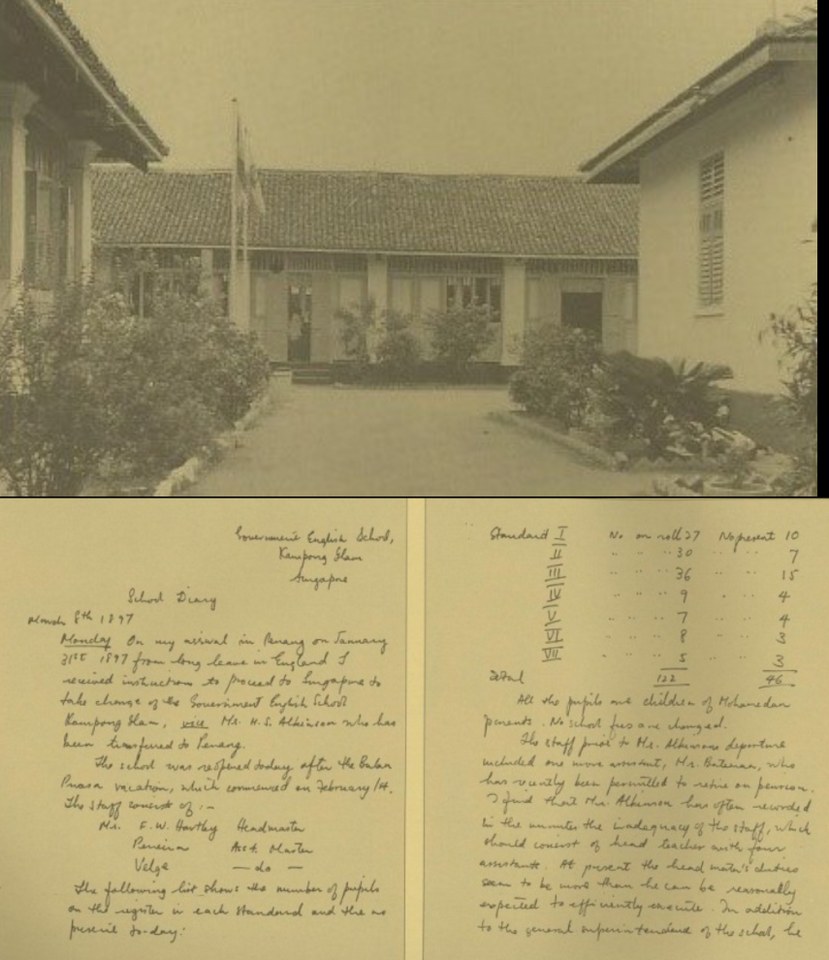 Government English School,
Kampong Glam
Singapore
School Diary
March 8th 1897
Monday On my arrival in Penang on January
31st 1897 from long leave in England I
received instructions to proceed to Singapore to
take charge of the Government English School
Kampong Glam, vice Mr. H.S. Atkinson who has
been transferred to Penang.
The school was reopened today after the Bulan
Puasa vacation, which commenced on February 14.
The staff consist of :-
Mr. F.W. Hartley Headmaster
Pereira Asst. Master
Velge — do —
The following list shows the number of pupils
on the register in each Standard and the no
present to-day:
Standard I No on roll 27 No present 10
II " " " 30 " " 7
III " " " 36 " " 15
IV " " " 9 " " 4
V " " " 7 " " 4
VI " " " 8 " " 3
VII " " 5 " " 3
Total 122 46
All the pupils are children of Mohamedan
parents. No school fees are charged.
The staff prior to Mr. Atkinsons departure
included one more assistant, Mr. Bateman, who
has recently been permitted to retire on pension.
I find that Mr. Atkinson has often recorded
in the minutes the inadequacy of the staff, which
should consist of head teacher with four
assistants. At present the head master's duties
seem to be more than he can be reasonably
expected to efficiently execute. In addition
to the general superintendence of the school, he